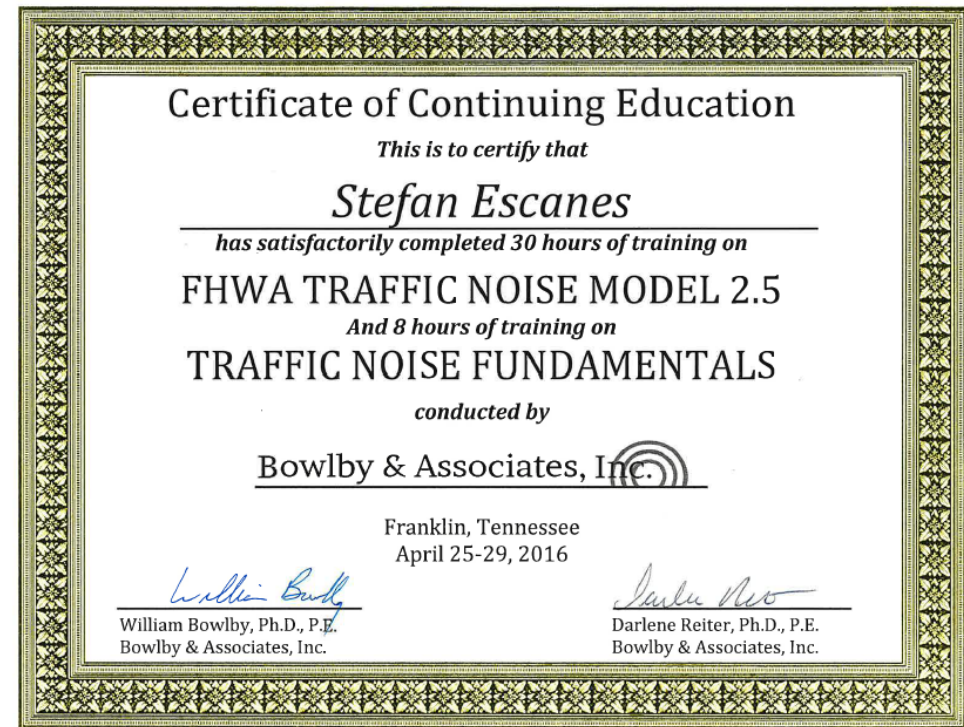 Certificate of Continuing Education
This is to certify that
Stefan Escanes
has satisfactorily completed 30 hours of training on
FHWA TRAFFIC NOISE MODEL 2.5
And 8 hours of training on
TRAFFIC NOISE FUNDAMENTALS
conducted by
Bowlby & Associates, Inc.
Franklin, Tennessee
April 25-29, 2016
William Bowlby, Ph.D., P.E.
Bowlby & Associates, Inc.
Darlene Reiter, Ph.D., P.E.
Bowlby & Associates, Inc.